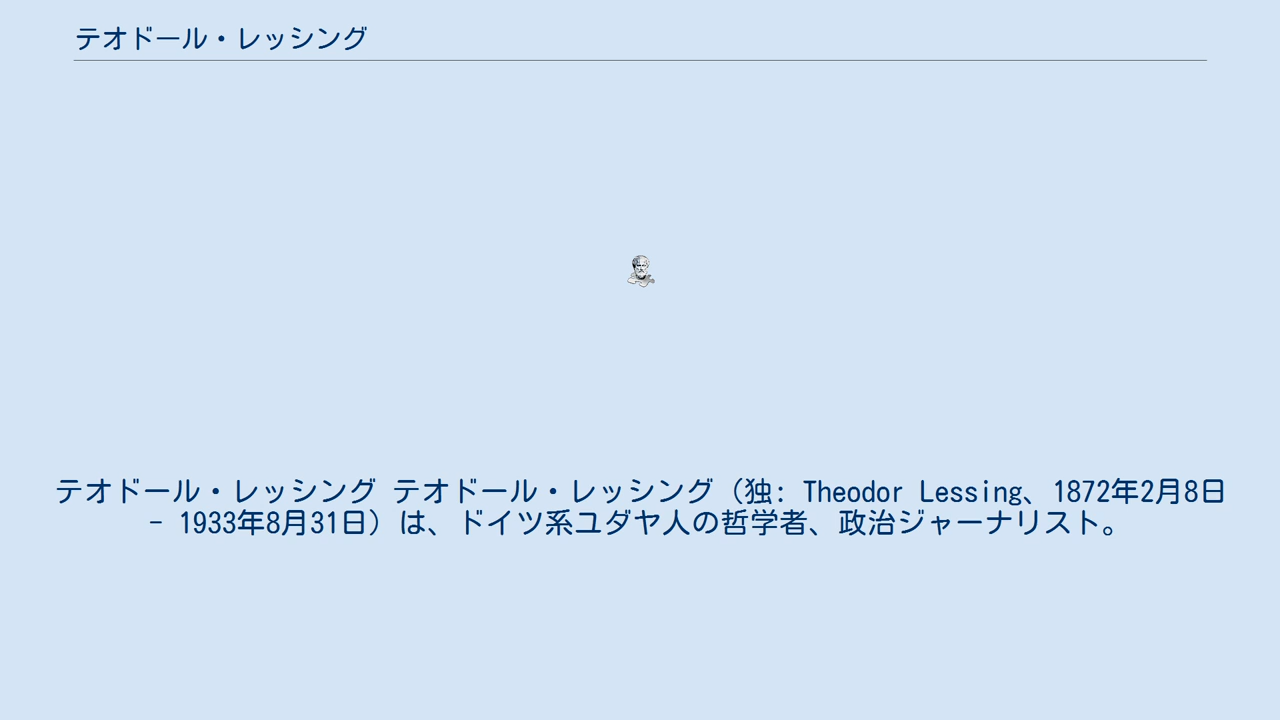 テオドール・レッシング
テオドール・レッシング テオドール・レッシング（独: Theodor Lessing、1872年2月8日
- 1933年8月31日）は、ドイツ系ユダヤ人の哲学者、政治ジャーナリスト。